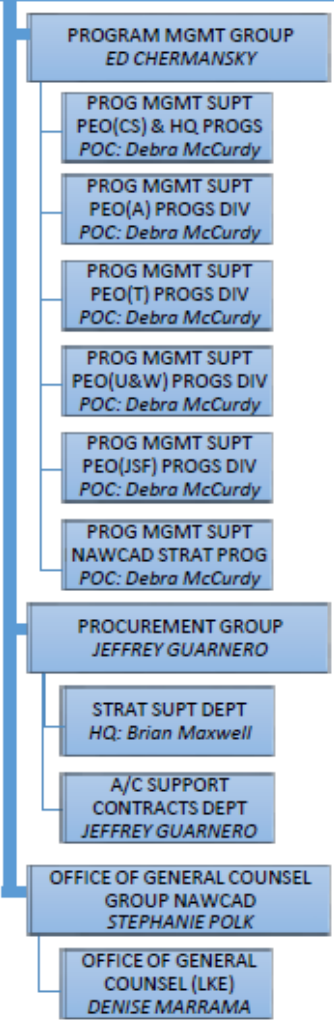 PROGRAM MGMT GROUP
ED CHERMANSKY
PROG MGMT SUPT
PEO(CS) & HQ PROGS
POC: Debra McCurdy
PROG MGMT SUPT
PEO(A) PROGS DIV
POC: Debra McCurdy
PROG MGMT SUPT
PEO(T) PROGS DIV
POC: Debra McCurdy
PROG MGMT SUPT
PEO(U&W) PROGS DIV
POC: Debra McCurdy
PROG MGMT SUPT
PEO(JSF) PROGS DIV
POC: Debra McCurdy
PROG MGMT SUPT
NAWCAD STRAT PROG
POC: Debra McCurdy
PROCUREMENT GROUP
JEFFREY GUARNERO
STRAT SUPT DEPT
HQ: Brian Maxwell
A/C SUPPORT
CONTRACTS DEPT
JEFFREY GUARNERO
OFFICE OF GENERAL COUNSEL
GROUP NAWCAD
STEPHANIE POLK
OFFICE OF GENERAL
COUNSEL (LKE)
DENISE MARRAMA